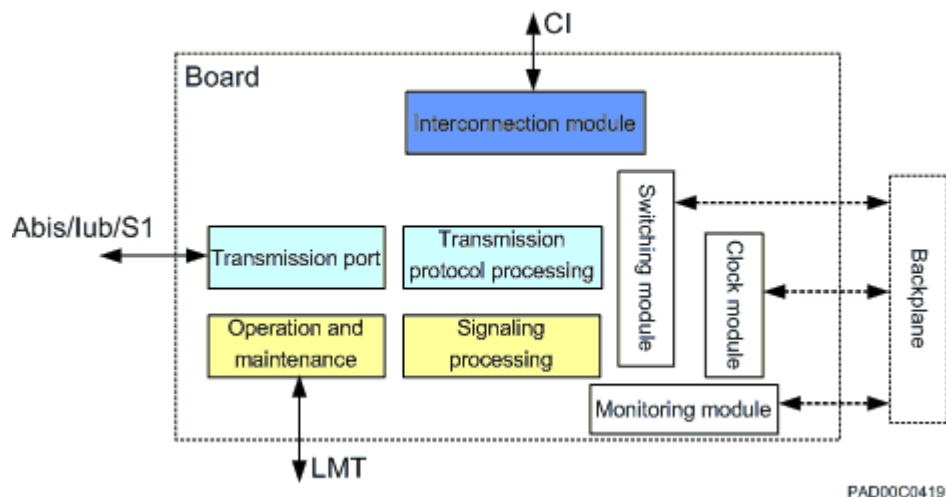 CI
Board
Interconnection module
Abis/Iub/S1
Transmission port
Transmission
protocol processing
Switching module
Clock module
Backplane
Operation and
maintenance
Signaling
processing
Monitoring module
LMT
PAD00C0419